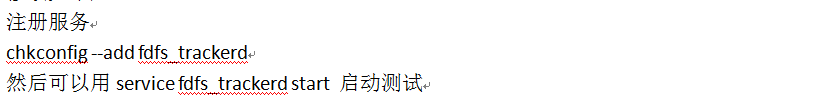 注册服务
chkconfig --add fdfs_trackerd
然后可以用 service fdfs_trackerd start 启动测试